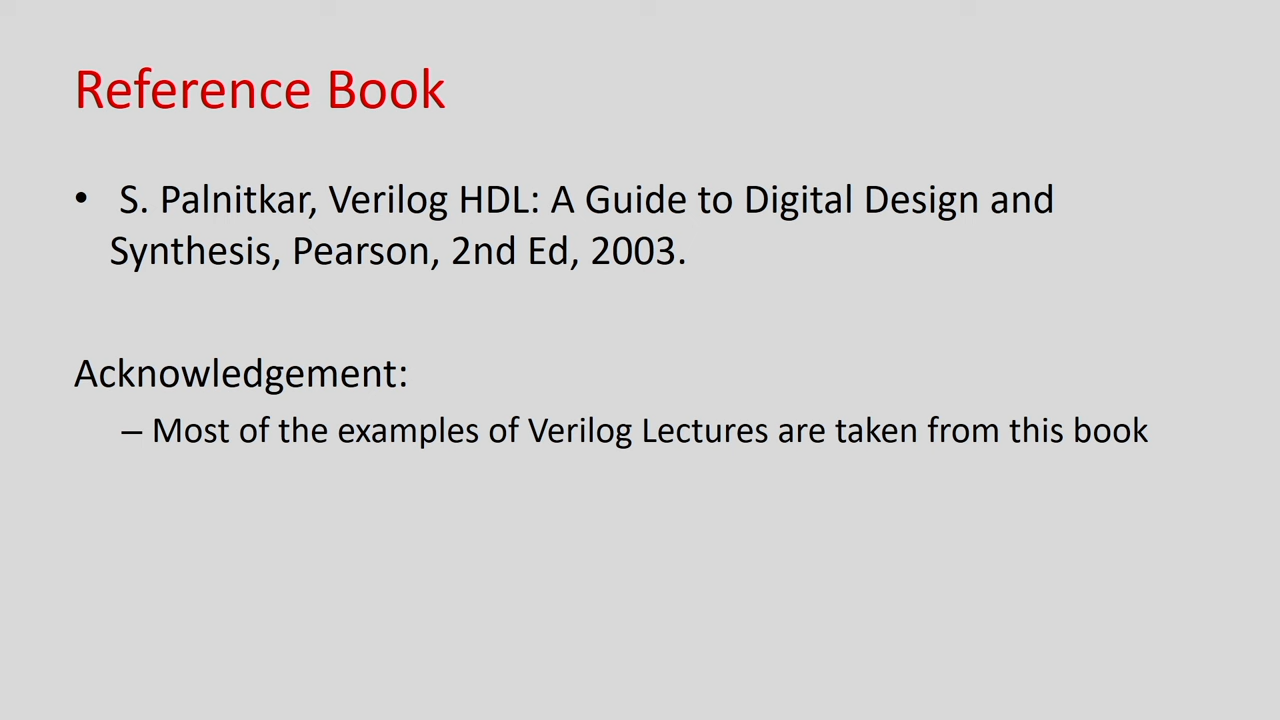 Reference Book
• S. Palnitkar, Verilog HDL: A Guide to Digital Design and
Synthesis, Pearson, 2nd Ed, 2003.
Acknowledgement:
– Most of the examples of Verilog Lectures are taken from this book